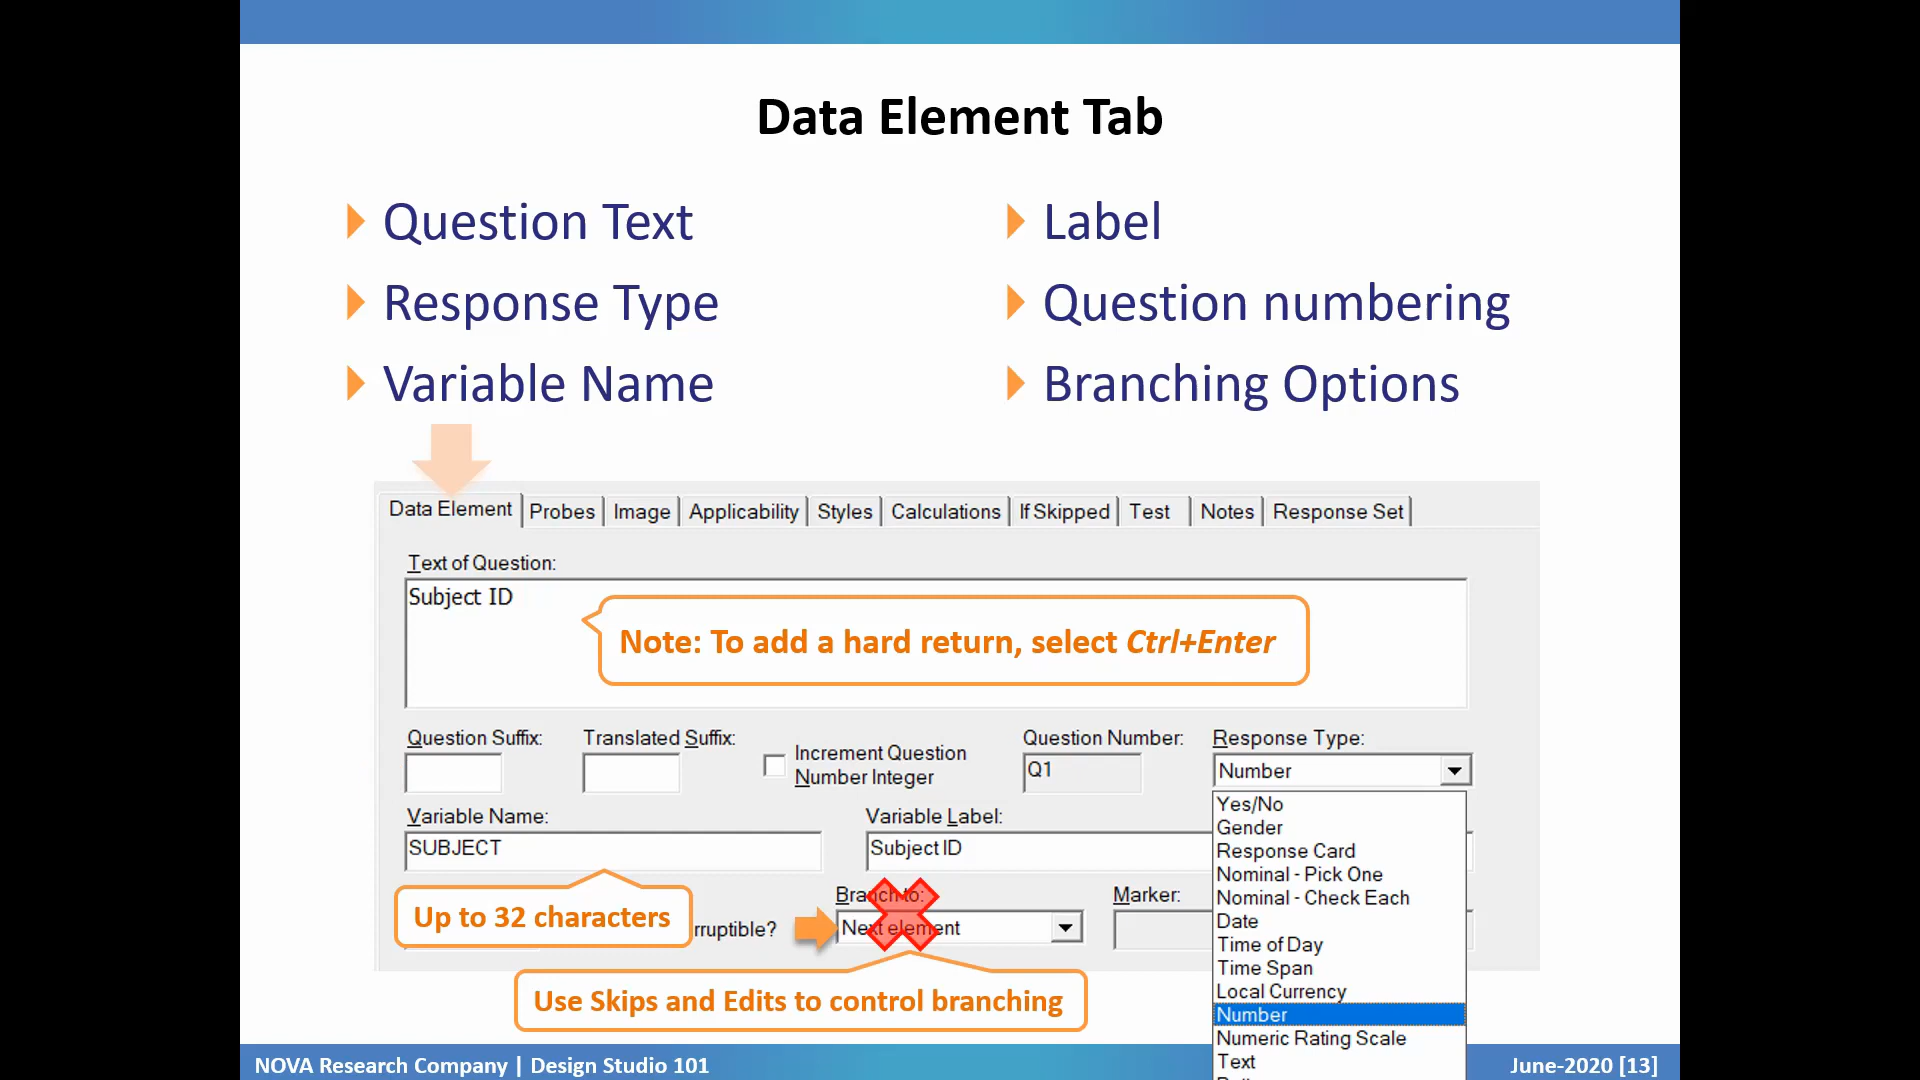 Data Element Tab
Question Text
Response Type
Variable Name
Label
Question numbering
Branching Options
Data Element Probes Image Applicability Styles Calculations If Skipped Test Notes Response Set
Text of Question:
Subject ID
Note: To add a hard return, select Ctrl+Enter
Question Suffix: Translated Suffix: Increment Question Number Integer Question Number: Response Type:
Q1 Number
Variable Name: Variable Label:
SUBJECT Subject ID
Up to 32 characters
rruptible?
Branch to: Marker:
Next element
Use Skips and Edits to control branching
Yes/No
Gender
Response Card
Nominal - Pick One
Nominal - Check Each
Date
Time of Day
Time Span
Local Currency
Number
Numeric Rating Scale
Text
NOVA Research Company | Design Studio 101
June-2020 [13]